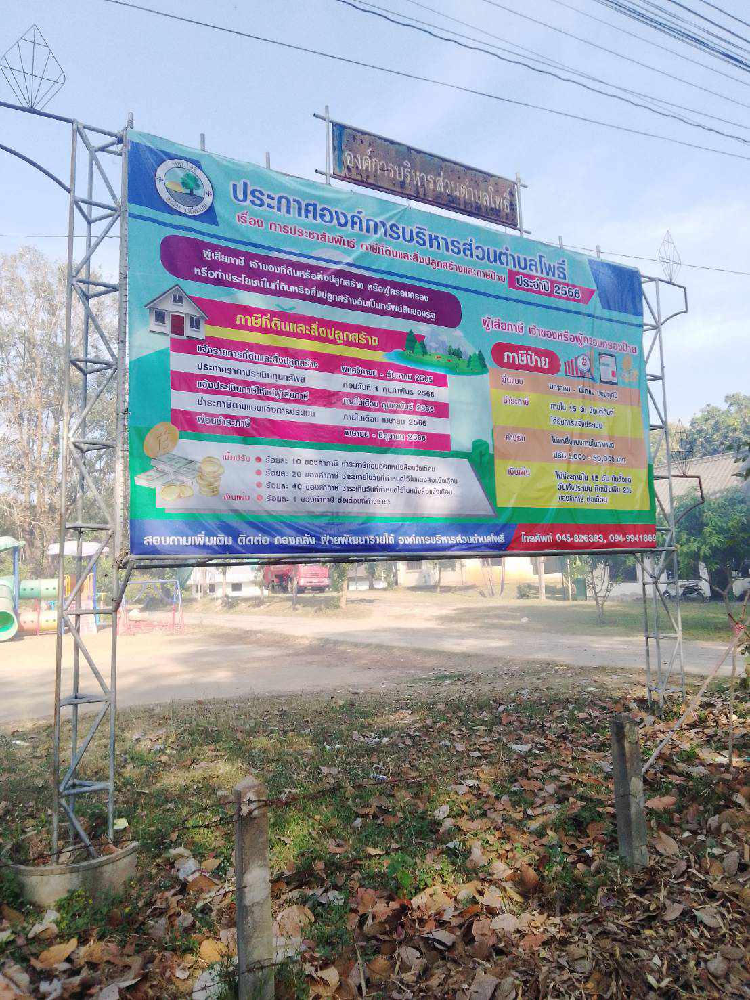 องค์การบริหารส่วนตำบลโพธิ์
อบต.โพธิ์
ประกาศองค์การบริหารส่วนตำบลโพธิ์
เรื่อง การประชาสัมพันธ์ ภาษีที่ดินและสิ่งปลูกสร้างและภาษีป้าย ประจำปี 2566
ผู้เสียภาษี เจ้าของที่ดินหรือสิ่งปลูกสร้าง หรือผู้ครอบครอง
หรือทำประโยชน์ในที่ดินหรือสิ่งปลูกสร้างอันเป็นทรัพย์สินของรัฐ
ภาษีที่ดินและสิ่งปลูกสร้าง
แจ้งรายการที่ดินและสิ่งปลูกสร้าง พฤศจิกายน - ธันวาคม 2565
ประกาศราคาประเมินทุนทรัพย์ ก่อนวันที่ 1 กุมภาพันธ์ 2566
แจ้งประเมินภาษีให้แก่ผู้เสียภาษี ภายในเดือน กุมภาพันธ์ 2566
ชำระภาษีตามแบบแจ้งการประเมิน ภายในเดือน เมษายน 2566
ผ่อนชำระภาษี เมษายน - มิถุนายน 2566
เบี้ยปรับ ร้อยละ 10 ของค่าภาษี ชำระภาษีก่อนออกหนังสือแจ้งเตือน
ร้อยละ 20 ของค่าภาษี ชำระภายในวันที่กำหนดไว้ในหนังสือแจ้งเตือน
ร้อยละ 40 ของค่าภาษี ชำระเกินวันที่กำหนดไว้ในหนังสือแจ้งเตือน
เงินเพิ่ม ร้อยละ 1 ของค่าภาษี ต่อเดือนที่ค้างชำระ
ผู้เสียภาษี เจ้าของหรือผู้ครอบครองป้าย
ภาษีป้าย
ยื่นแบบ มกราคม - มีนาคม ของทุกปี
ชำระภาษี ภายใน 15 วัน นับแต่วันที่
ได้รับการแจ้งประเมิน
ค่าปรับ ไม่มายื่นแบบภายในกำหนด
ปรับ 5,000 - 50,000 บาท
เงินเพิ่ม ไม่ชำระภายใน 15 วัน นับตั้งแต่
วันแจ้งประเมิน คิดเงินเพิ่ม 2%
ของค่าภาษี ต่อเดือน
สอบถามเพิ่มเติม ติดต่อ กองคลัง ฝ่ายพัฒนารายได้ องค์การบริหารส่วนตำบลโพธิ์ โทรศัพท์ 045-826383, 094-9941869